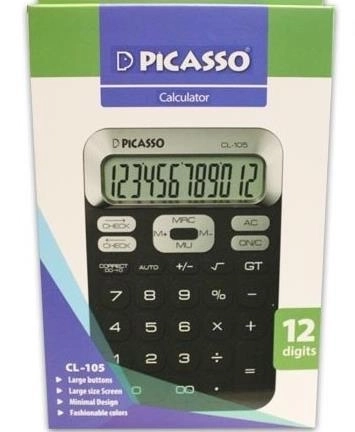 D PICASSO
Calculator
D PICASSO
CL-105
123456789012
CHECK MRC AC
M+ M-
CHECK MU ON/C
CORRECT
00→0 AUTO +/- √ GT
7 8 9 % -
4 5 6 × +
1 2 3 ÷ =
0 00 .
12
digits
CL-105
Large buttons
Large size Screen
Minimal Design
Fashionable colors